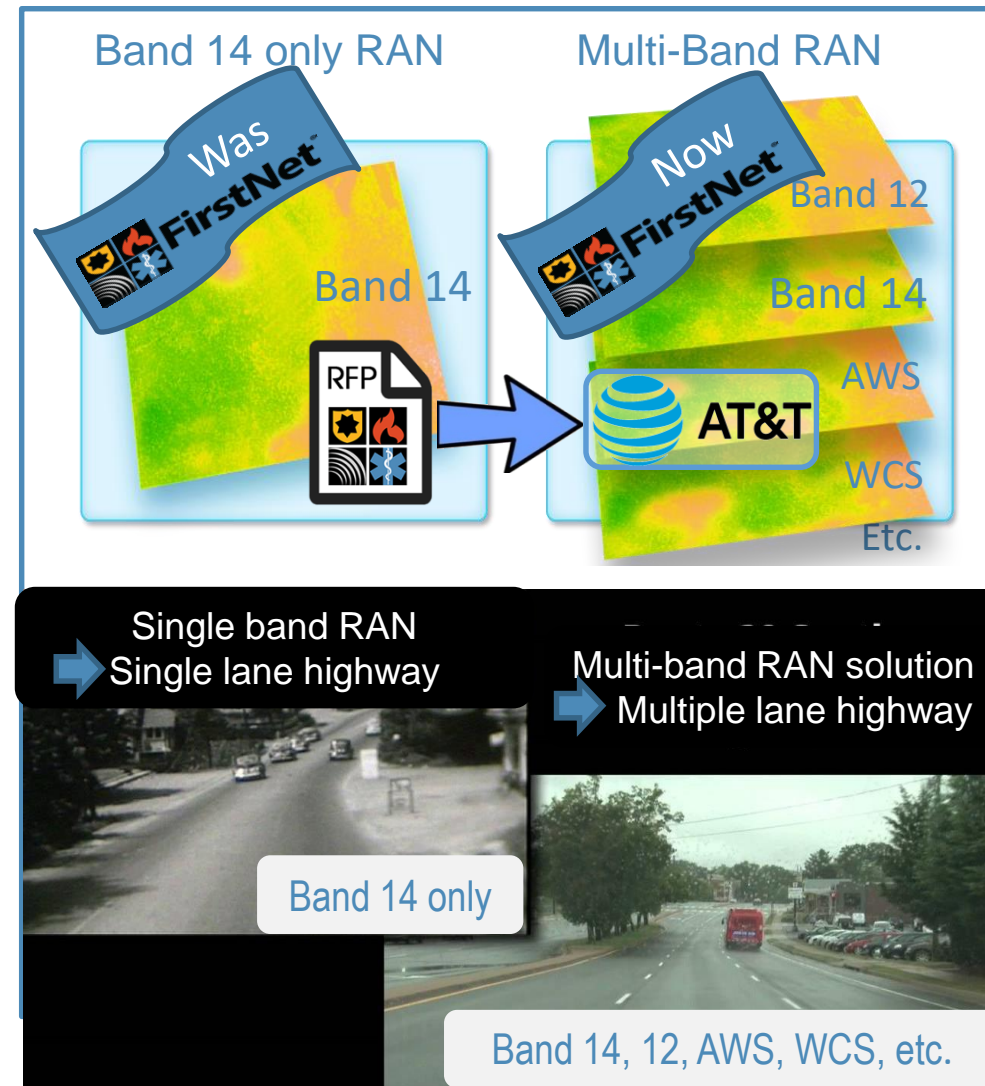 Band 14 only RAN
Multi-Band RAN
Was
FirstNet
Band 14
RFP
Now
FirstNet
Band 12
Band 14
AWS
AT&T
WCS
Etc.
Single band RAN
Single lane highway
Multi-band RAN solution
Multiple lane highway
Band 14 only
Band 14, 12, AWS, WCS, etc.